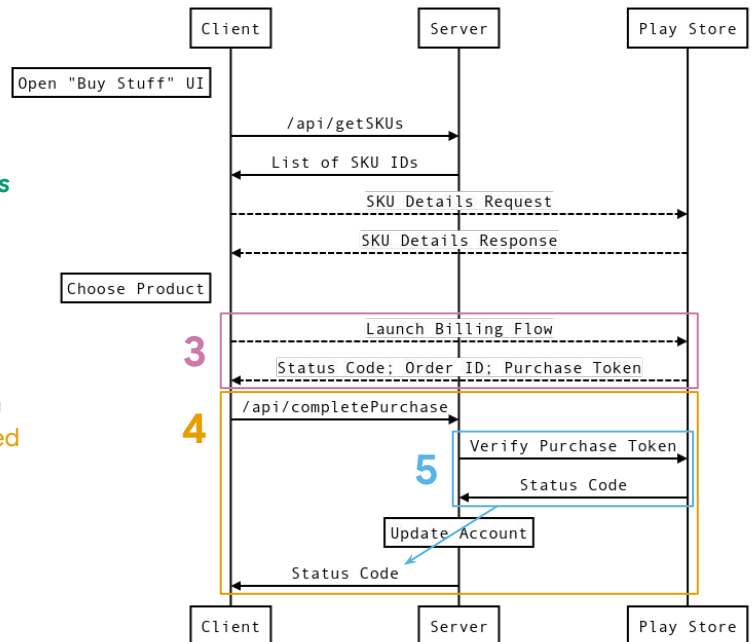 Client Server Play Store
Open "Buy Stuff" UI
/api/getSKUs
List of SKU IDs
s
SKU Details Request
SKU Details Response
Choose Product
Launch Billing Flow
3
Status Code; Order ID; Purchase Token
/api/completePurchase
4
ed
Verify Purchase Token
5
Status Code
Update Account
Status Code
Client Server Play Store